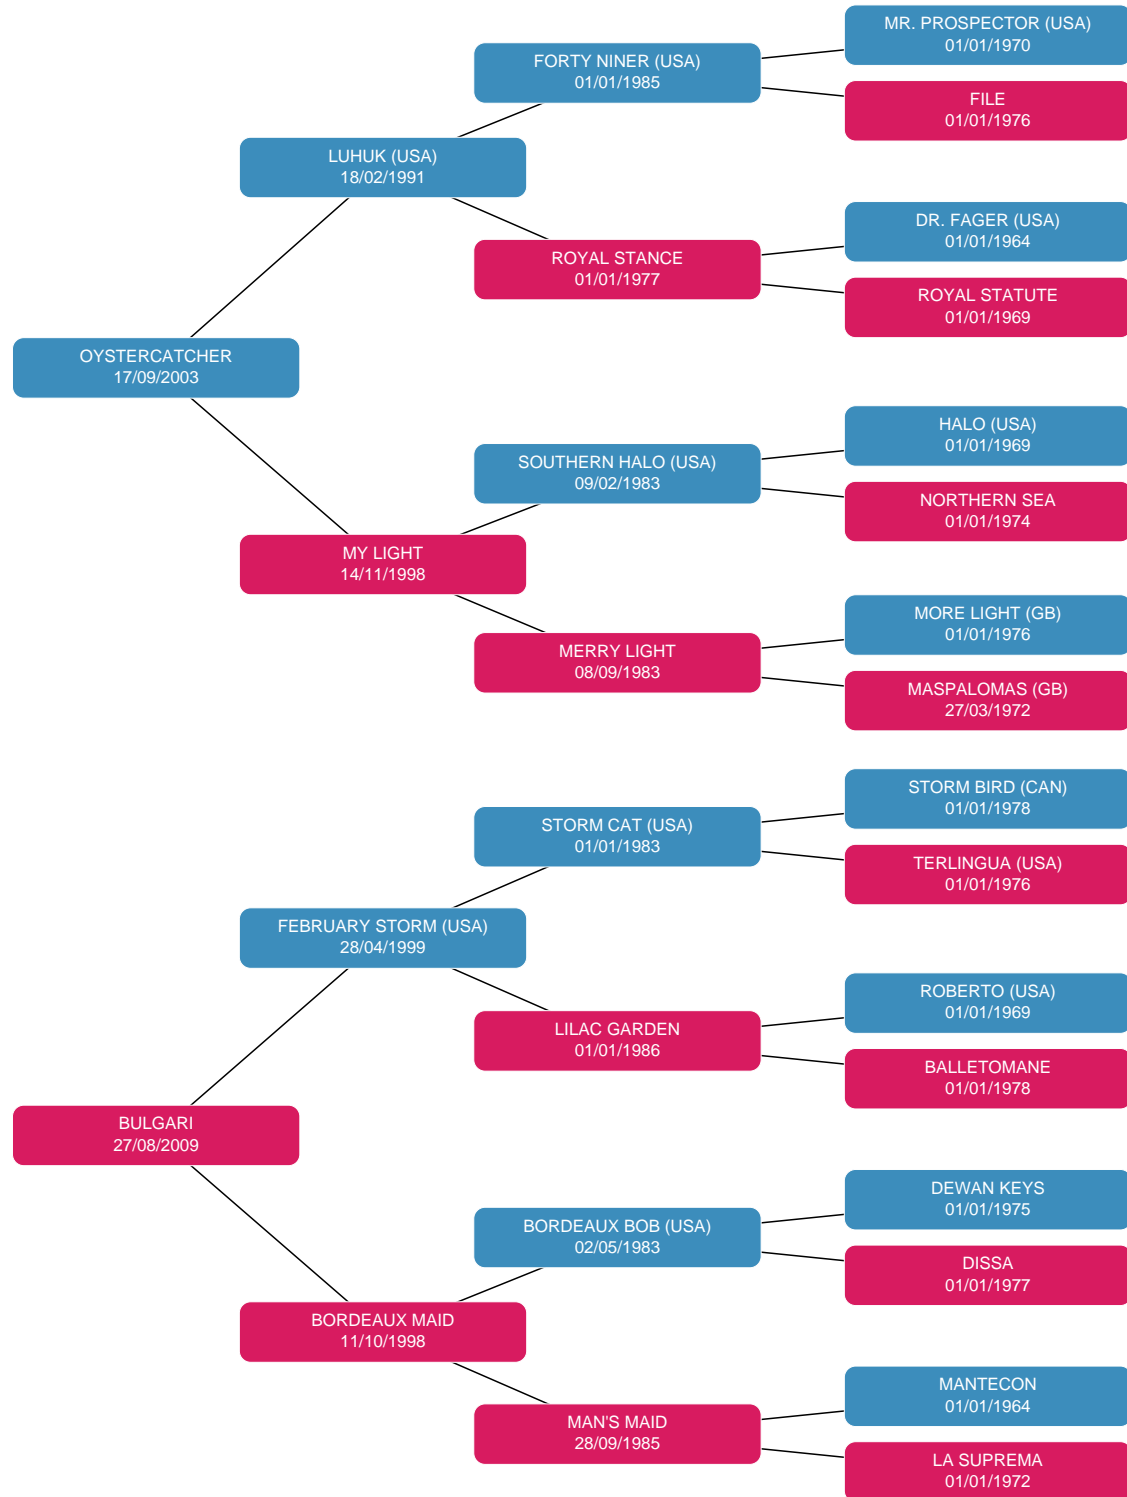 MR. PROSPECTOR (USA)
01/01/1970
FORTY NINER (USA)
01/01/1985
FILE
01/01/1976
LUHUK (USA)
18/02/1991
DR. FAGER (USA)
01/01/1964
ROYAL STANCE
01/01/1977
ROYAL STATUTE
01/01/1969
OYSTERCATCHER
17/09/2003
HALO (USA)
01/01/1969
SOUTHERN HALO (USA)
09/02/1983
NORTHERN SEA
01/01/1974
MY LIGHT
14/11/1998
MORE LIGHT (GB)
01/01/1976
MERRY LIGHT
08/09/1983
MASPALOMAS (GB)
27/03/1972
STORM BIRD (CAN)
01/01/1978
STORM CAT (USA)
01/01/1983
TERLINGUA (USA)
01/01/1976
FEBRUARY STORM (USA)
28/04/1999
ROBERTO (USA)
01/01/1969
LILAC GARDEN
01/01/1986
BALLETOMANE
01/01/1978
BULGARI
27/08/2009
DEWAN KEYS
01/01/1975
BORDEAUX BOB (USA)
02/05/1983
DISSA
01/01/1977
BORDEAUX MAID
11/10/1998
MANTECON
01/01/1964
MAN'S MAID
28/09/1985
LA SUPREMA
01/01/1972